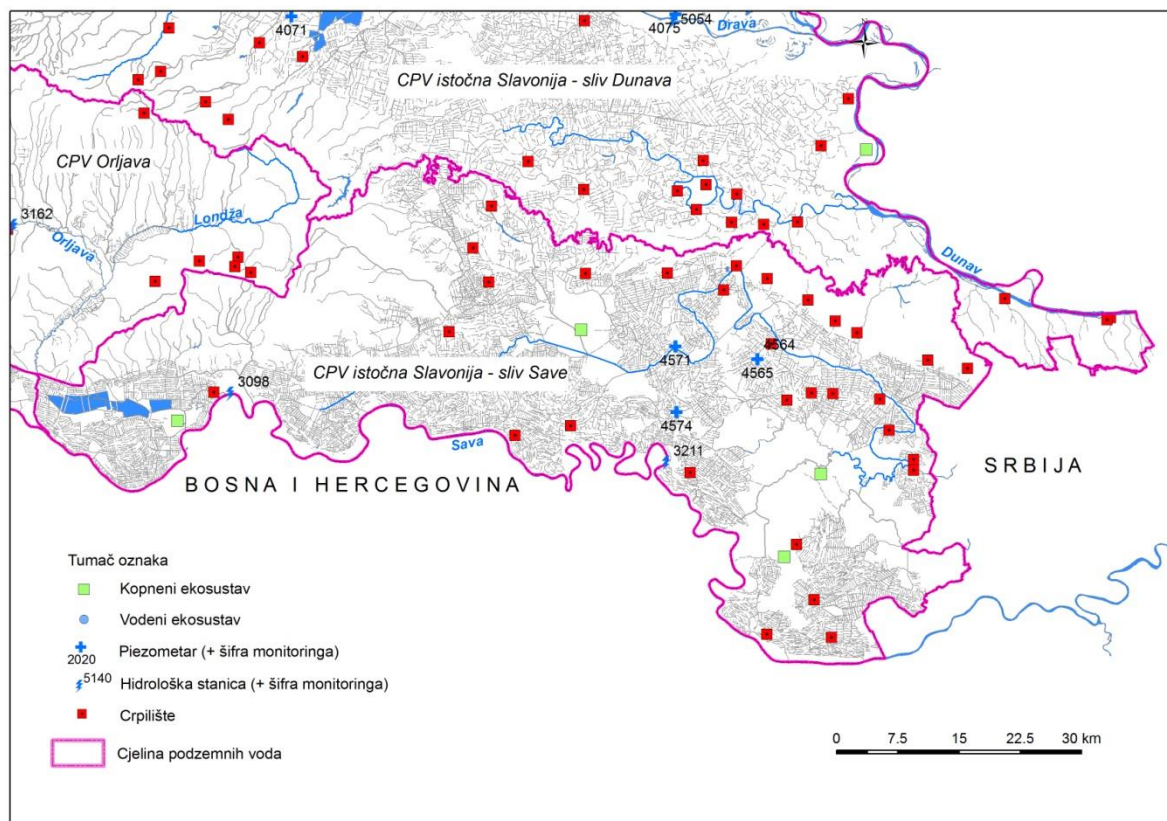 4071
4075
5054
Drava
CPV istočna Slavonija - sliv Dunava
CPV Orljava
3162
Orljava
Londža
Dunav
4564
4571
4565
CPV istočna Slavonija - sliv Save
3098
4574
Sava
3211
BOSNA I HERCEGOVINA
SRBIJA
Tumač oznaka
Kopneni ekosustav
Vodeni ekosustav
2020
Piezometar (+ šifra monitoringa)
5140
Hidrološka stanica (+ šifra monitoringa)
Crpilište
Cjelina podzemnih voda
0 7.5 15 22.5 30 km